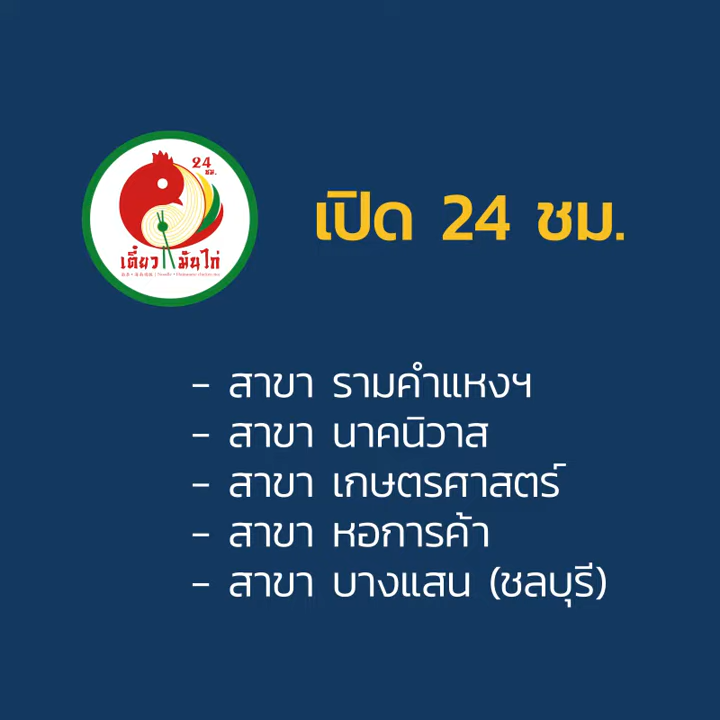 24
ชม.
เตี๋ยว มันไก่
เปิด 24 ชม.
- สาขา รามคำแหงฯ
- สาขา นาคนิวาส
- สาขา เกษตรศาสตร์
- สาขา หอการค้า
- สาขา บางแสน (ชลบุรี)